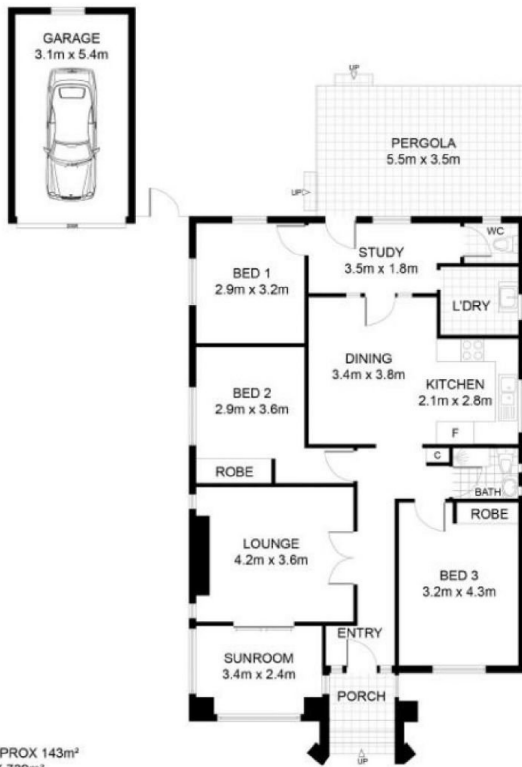 GARAGE
3.1m x 5.4m
UP
PERGOLA
5.5m x 3.5m
UP
WC
STUDY
3.5m x 1.8m
BED 1
2.9m x 3.2m
L'DRY
DINING
3.4m x 3.8m
BED 2
2.9m x 3.6m
KITCHEN
2.1m x 2.8m
F
C
ROBE
BATH
ROBE
LOUNGE
4.2m x 3.6m
BED 3
3.2m x 4.3m
ENTRY
SUNROOM
3.4m x 2.4m
PORCH
UP
PROX 143m²